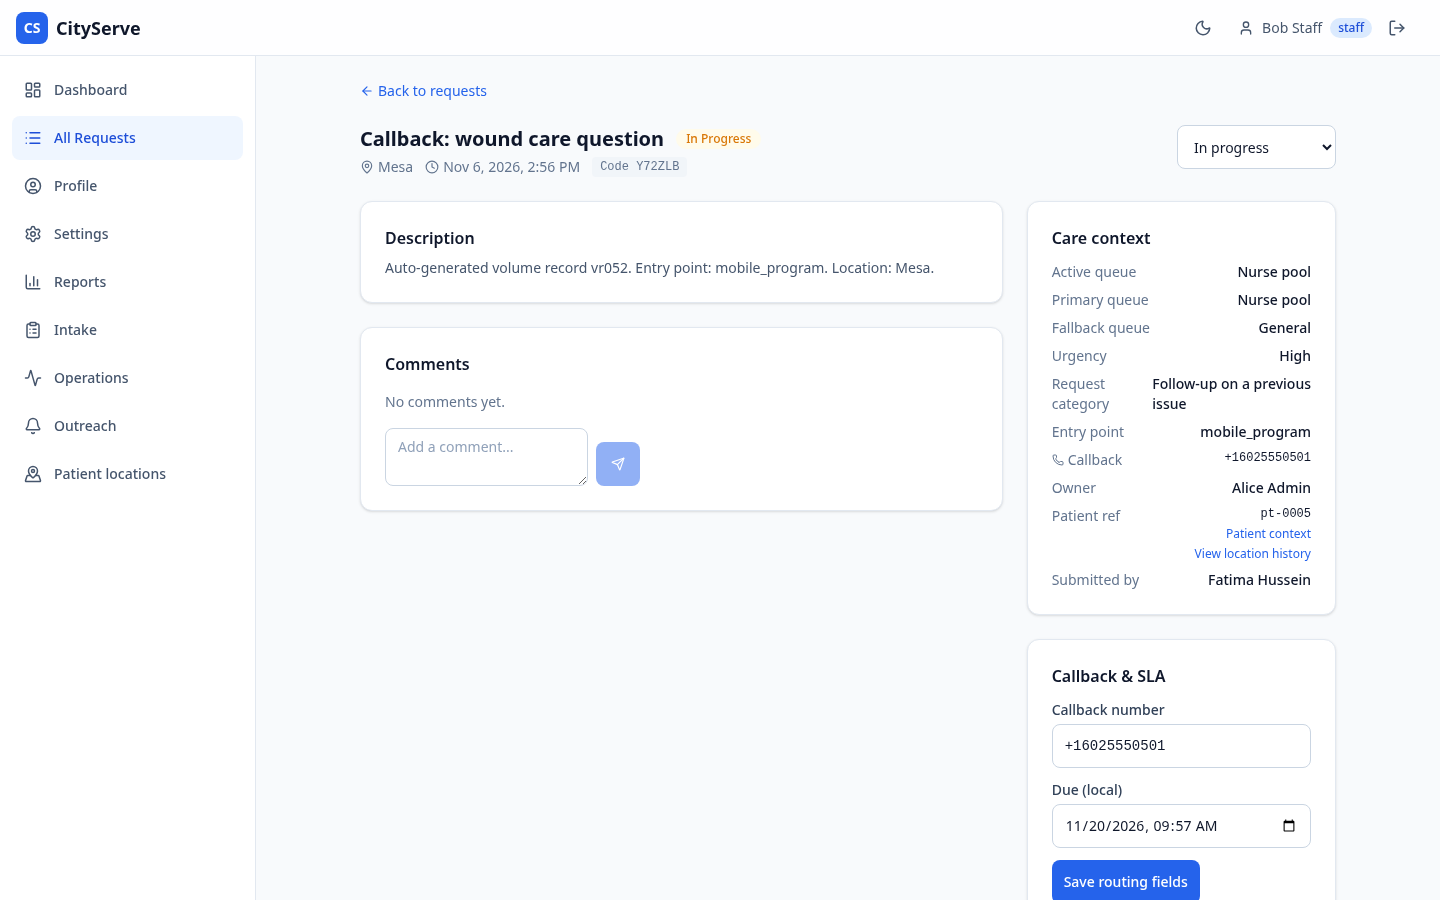 CS CityServe
Bob Staff staff
Dashboard
All Requests
Profile
Settings
Reports
Intake
Operations
Outreach
Patient locations
Back to requests
Callback: wound care question In Progress
Mesa Nov 6, 2026, 2:56 PM Code Y72ZLB
In progress
Description
Auto-generated volume record vr052. Entry point: mobile_program. Location: Mesa.
Comments
No comments yet.
Add a comment...
Care context
Active queue Nurse pool
Primary queue Nurse pool
Fallback queue General
Urgency High
Request category Follow-up on a previous issue
Entry point mobile_program
Callback +16025550501
Owner Alice Admin
Patient ref pt-0005
Patient context
View location history
Submitted by Fatima Hussein
Callback & SLA
Callback number
+16025550501
Due (local)
11/20/2026, 09:57 AM
Save routing fields